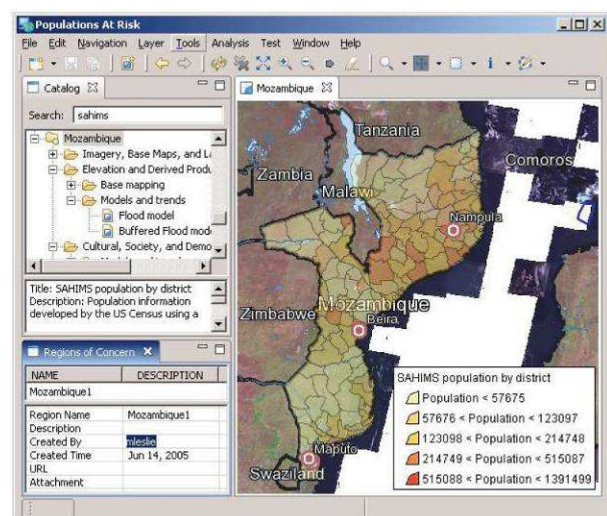 Populations At Risk
File Edit Navigation Layer Tools Analysis Test Window Help
Catalog
Search: sahims
Mozambique
Imagery, Base Maps, and La
Elevation and Derived Produ
Base mapping
Models and trends
Flood model
Buffered Flood mode
Cultural, Society, and Demo
Title: SAHIMS population by district
Description: Population information
developed by the US Census using a
Regions of Concern
NAME DESCRIPTION
Mozambique1
Region Name Mozambique1
Description
Created By mleslie
Created Time Jun 14, 2005
URL
Attachment
Mozambique
Tanzania
Comoros
Zambia
Malawi
Nampula
Mozambique
Zimbabwe
Beira
Maputo
Swaziland
SAHIMS population by district
Population < 57675
57676 < Population < 123097
123098 < Population < 214748
214749 < Population < 515087
515088 < Population < 1391499